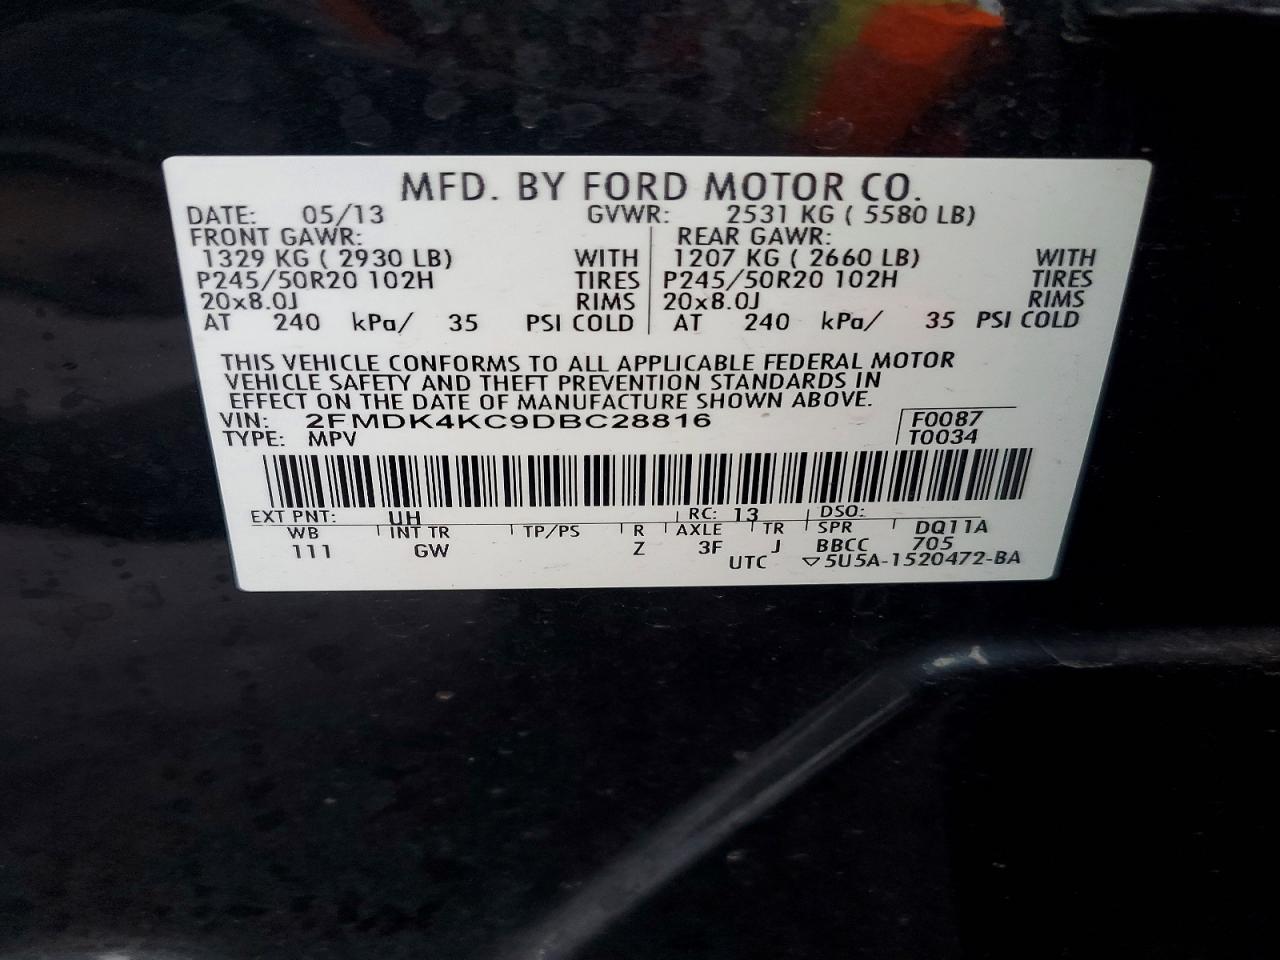 MFD. BY FORD MOTOR CO.
DATE: 05/13 GVWR: 2531 KG ( 5580 LB)
FRONT GAWR: REAR GAWR:
1329 KG ( 2930 LB) WITH 1207 KG ( 2660 LB) WITH
P245/50R20 102H TIRES P245/50R20 102H TIRES
20x8.0J RIMS 20x8.0J RIMS
AT 240 kPa/ 35 PSI COLD AT 240 kPa/ 35 PSI COLD
THIS VEHICLE CONFORMS TO ALL APPLICABLE FEDERAL MOTOR
VEHICLE SAFETY AND THEFT PREVENTION STANDARDS IN
EFFECT ON THE DATE OF MANUFACTURE SHOWN ABOVE.
VIN: 2FMDK4KC9DBC28816 F0087
TYPE: MPV T0034
EXT PNT: UH RC: 13 DSO:
WB INT TR TP/PS R AXLE TR SPR DQ11A
111 GW Z 3F J BBCC 705
UTC ▽5U5A-1520472-BA